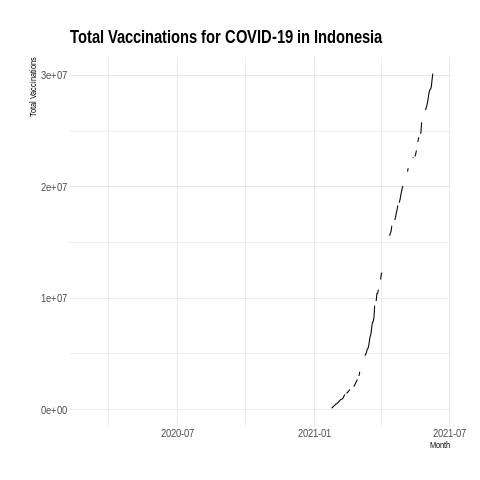 Total Vaccinations for COVID-19 in Indonesia
Total Vaccinations
3e+07
2e+07
1e+07
0e+00
2020-07
2021-01
2021-07
Month